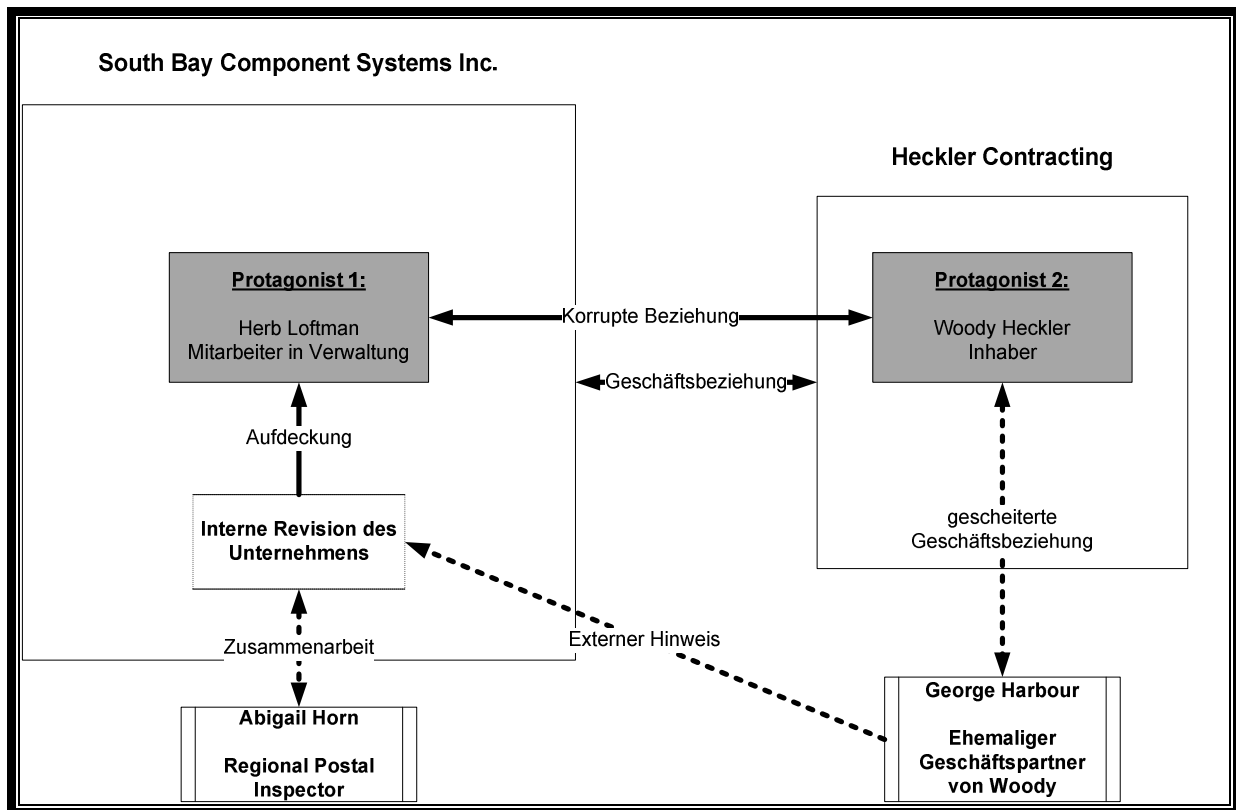 South Bay Component Systems Inc.
Heckler Contracting
Protagonist 1:
Herb Loftman
Mitarbeiter in Verwaltung
Korrupte Beziehung
Protagonist 2:
Woody Heckler
Inhaber
Geschäftsbeziehung
Aufdeckung
Interne Revision des
Unternehmens
gescheiterte
Geschäftsbeziehung
Zusammenarbeit
Externer Hinweis
Abigail Horn
Regional Postal
Inspector
George Harbour
Ehemaliger
Geschäftspartner
von Woody